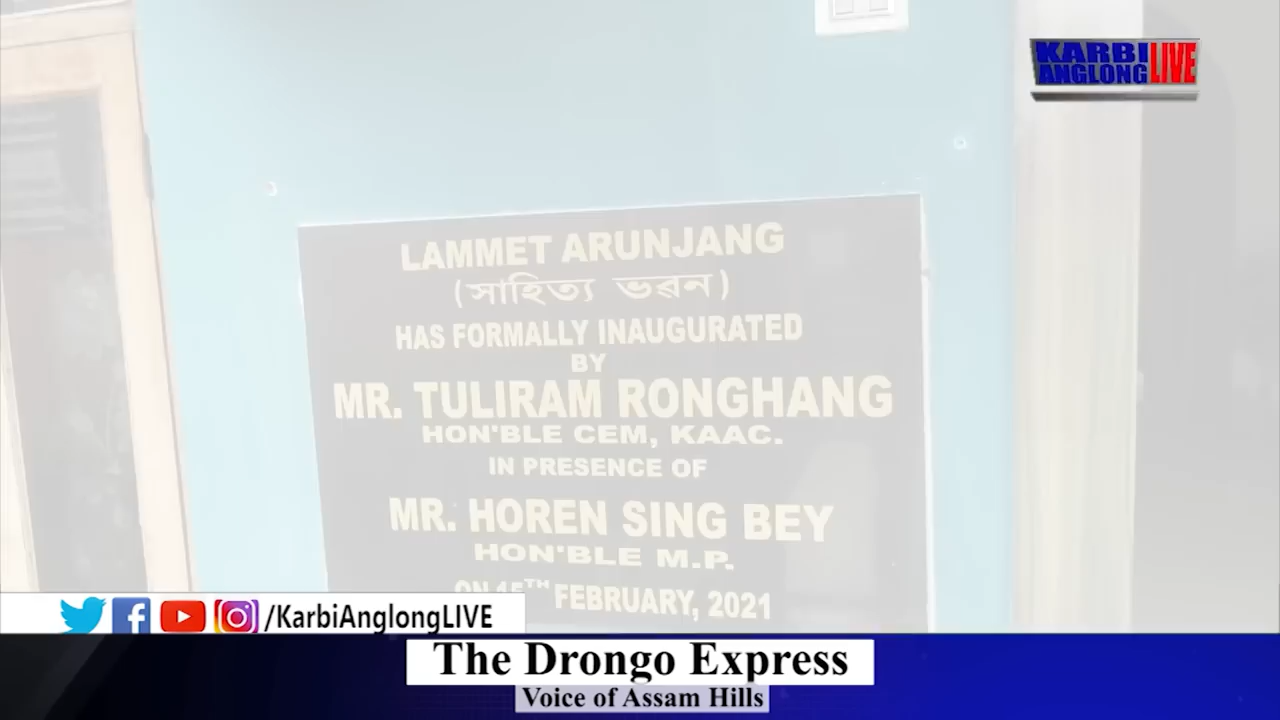 KARBI
ANGLONG
LIVE
LAMMET ARUNJANG
(সাহিত্য ভৱন)
HAS FORMALLY INAUGURATED
BY
MR. TULIRAM RONGHANG
HON'BLE CEM, KAAC.
IN PRESENCE OF
MR. HOREN SING BEY
HON'BLE M.P.
ON 15TH FEBRUARY, 2021
/KarbiAnglongLIVE
The Drongo Express
Voice of Assam Hills